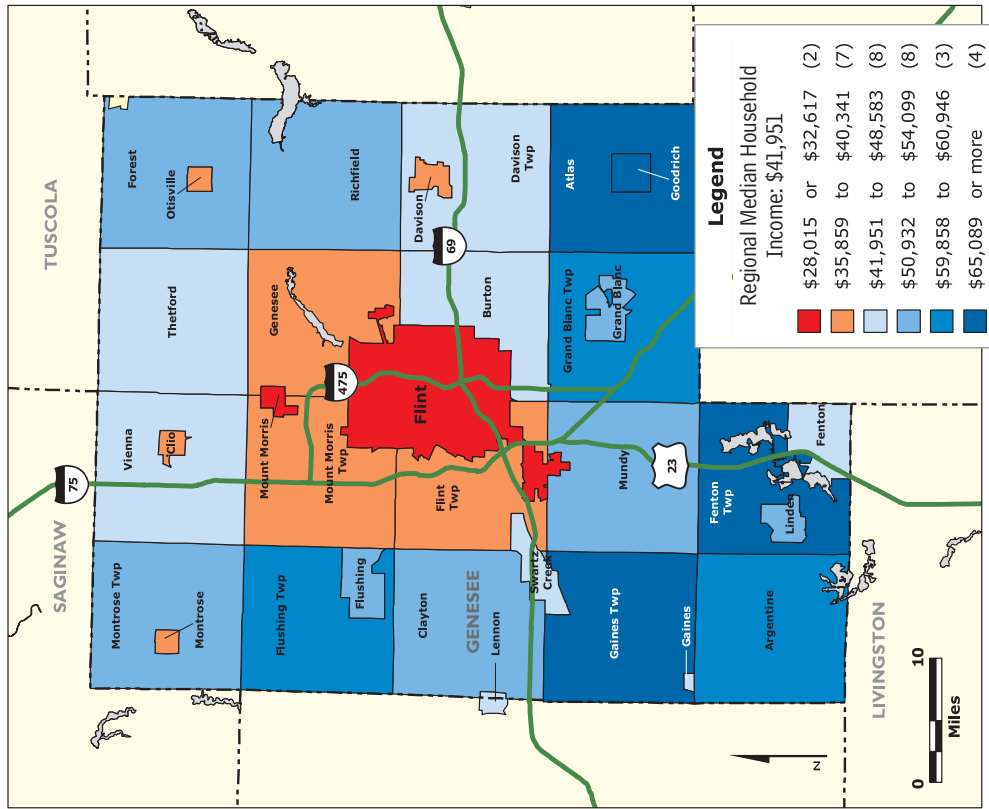 TUSCOLA
SAGINAW
75
Forest
Otisville
Thetford
Vienna
Clio
Montrose Twp
Montrose
Richfield
Genesee
475
Mount Morris
Mount Morris
Twp
Flushing Twp
Flushing
Davison
Davison
Twp
69
Burton
Flint
Flint
Twp
Clayton
GENESEE
Lennon
Swartz
Creek
Atlas
Goodrich
Grand Blanc Twp
Grand Blanc
Mundy
23
Gaines Twp
Gaines
Fenton
Twp
Fenton
Linden
Argentine
LIVINGSTON
N
0
10
Miles
Legend
Regional Median Household
Income: $41,951
$28,015 or $32,617 (2)
$35,859 to $40,341 (7)
$41,951 to $48,583 (8)
$50,932 to $54,099 (8)
$59,858 to $60,946 (3)
$65,089 or more (4)